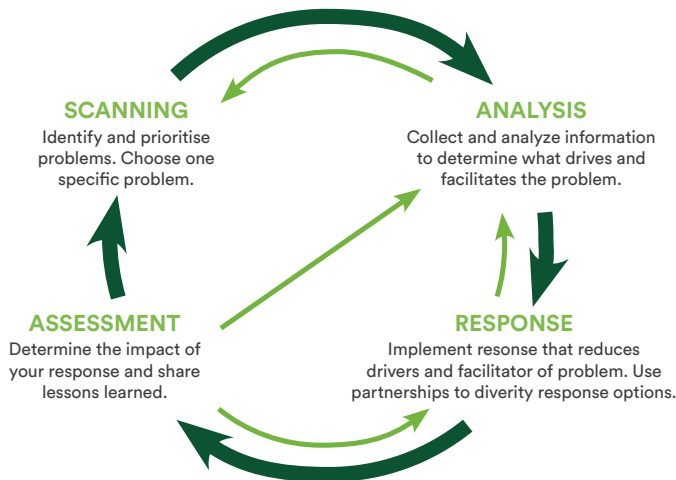 SCANNING
Identify and prioritise
problems. Choose one
specific problem.
ANALYSIS
Collect and analyze information
to determine what drives and
facilitates the problem.
ASSESSMENT
Determine the impact of
your response and share
lessons learned.
RESPONSE
Implement resonse that reduces
drivers and facilitator of problem. Use
partnerships to diverity response options.